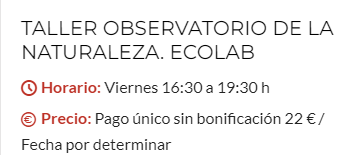 TALLER OBSERVATORIO DE LA
NATURALEZA. ECOLAB
Horario: Viernes 16:30 a 19:30 h
Precio: Pago único sin bonificación 22 € /
Fecha por determinar